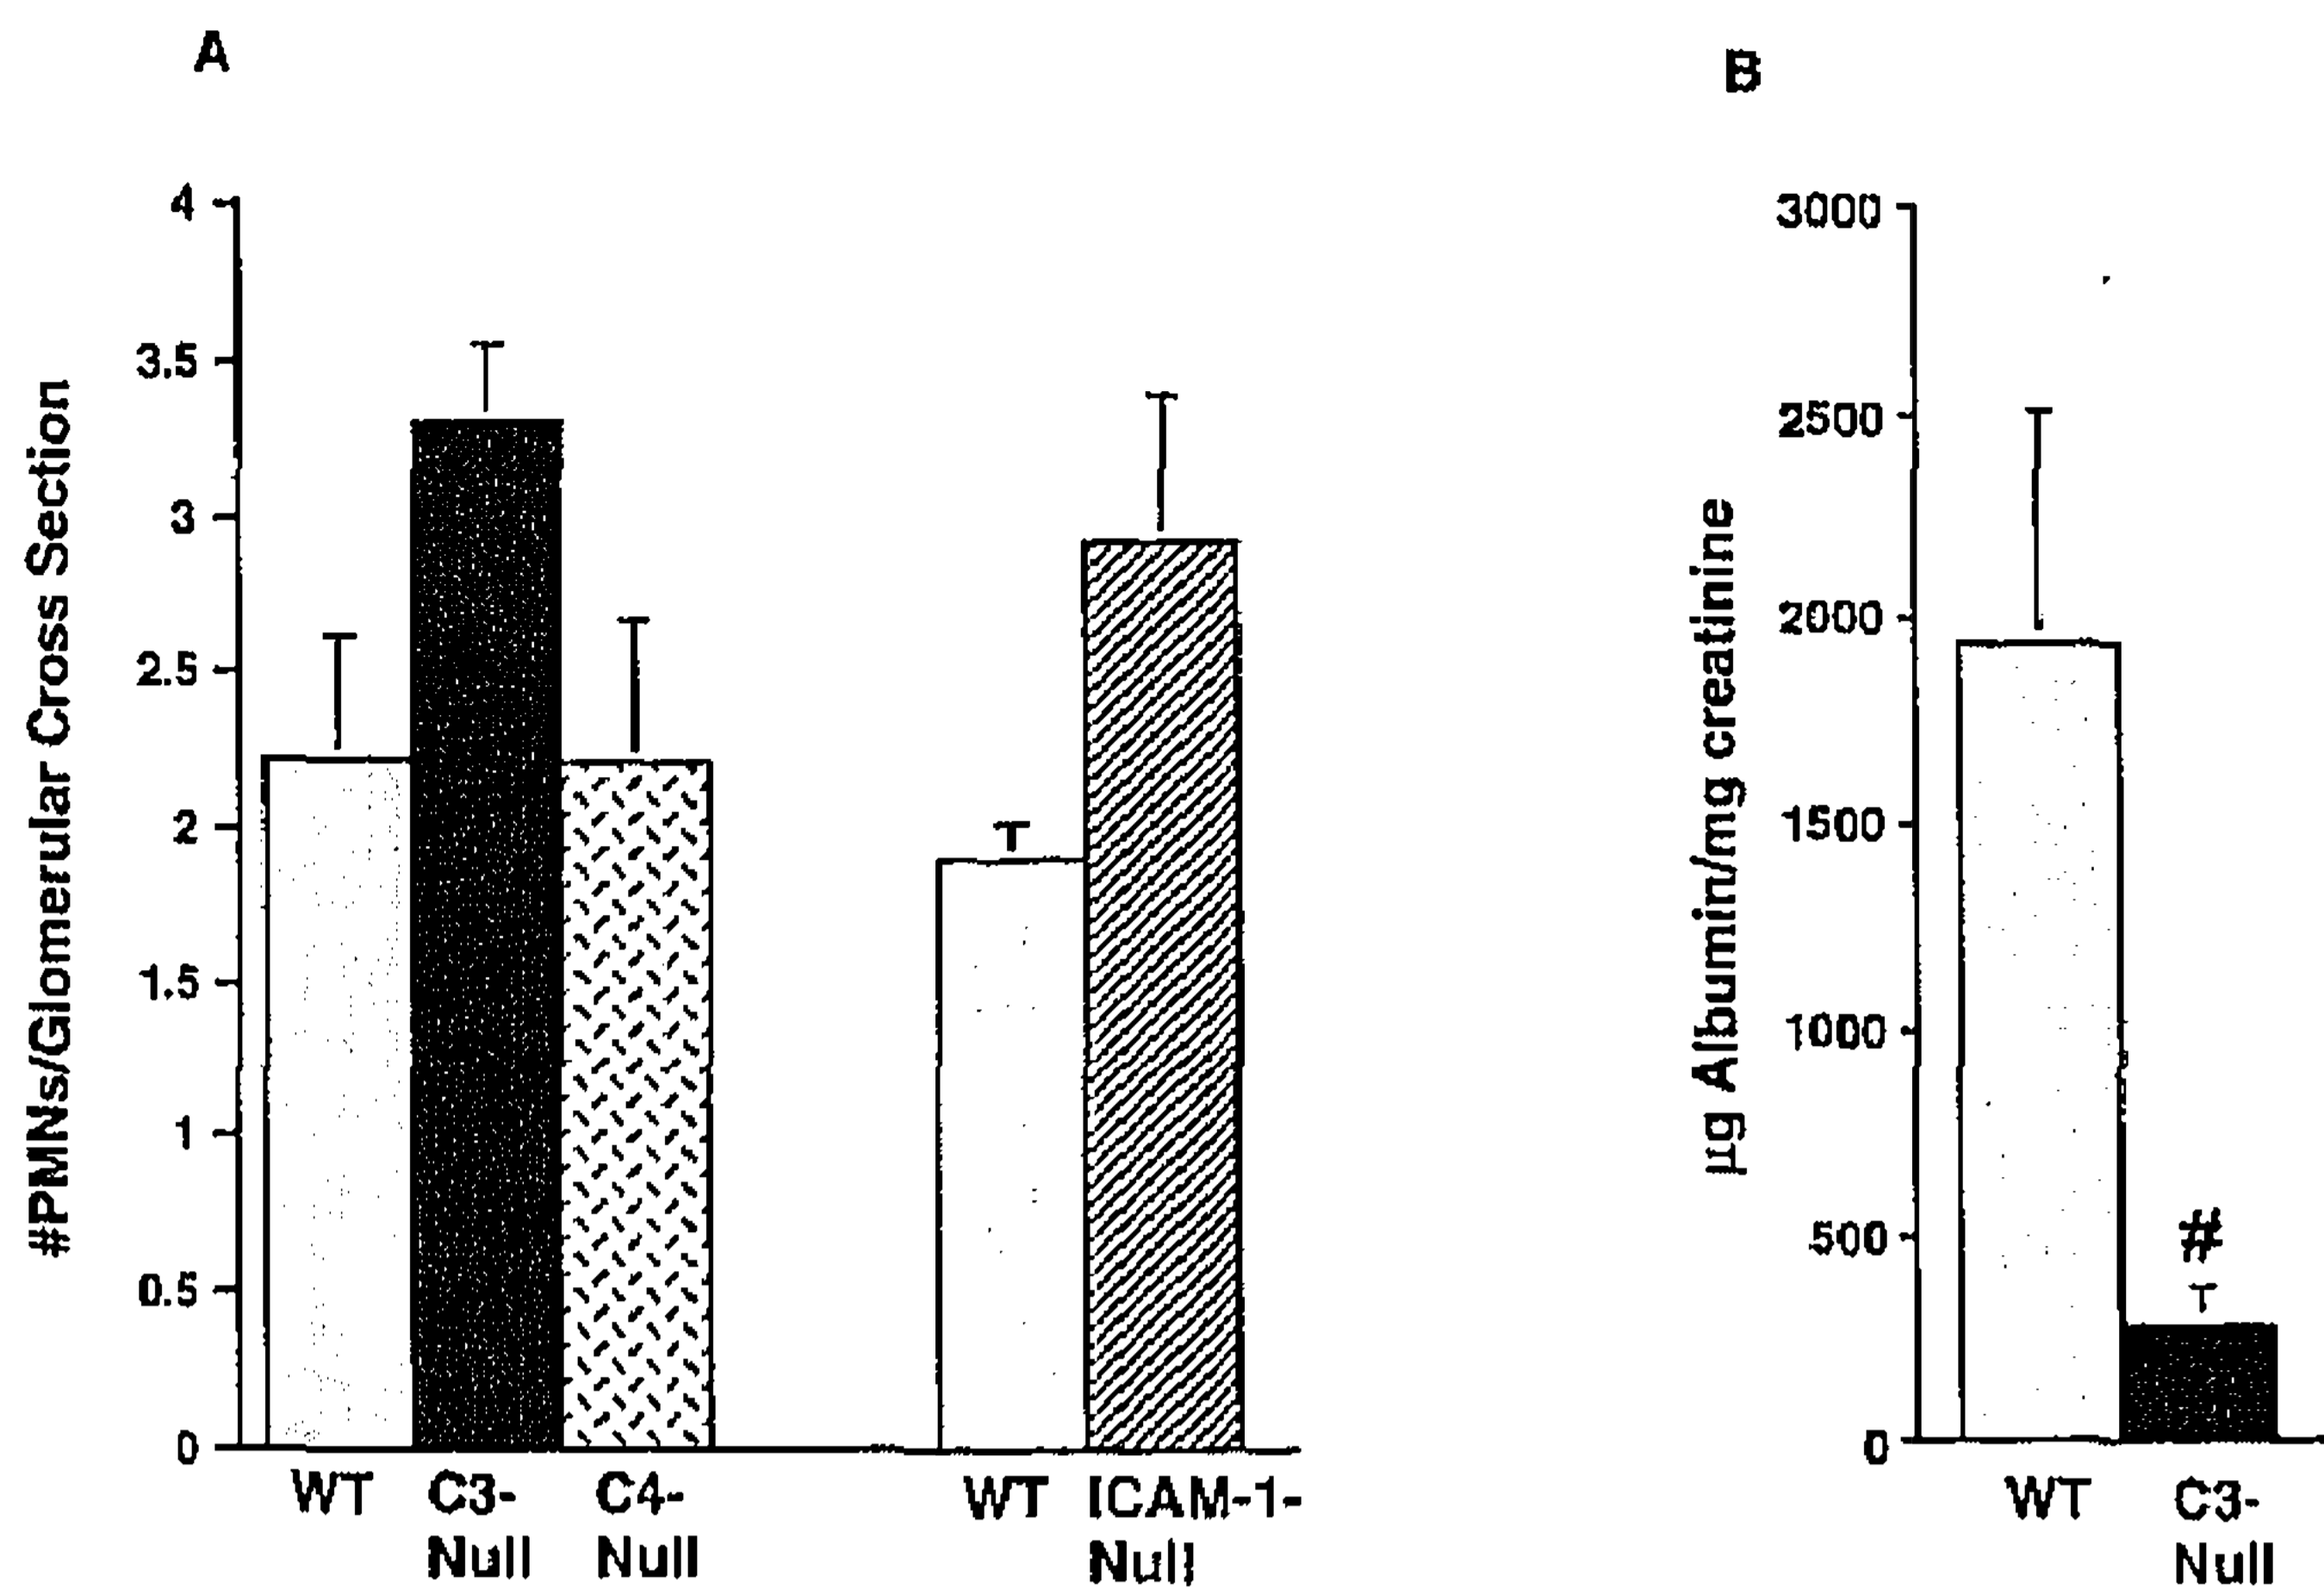 A
#PMNs/Glomerular Cross Section
4
3.5
3
2.5
2
1.5
1
0.5
0
WT
C3-
Null
C4-
Null
WT
ICAM-1-
Null
B
µg Albumin/mg creatinine
3000
2500
2000
1500
1000
500
0
#
WT
C3-
Null